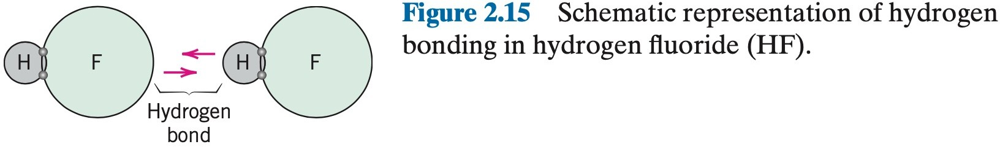 H F H F
Hydrogen
bond
Figure 2.15 Schematic representation of hydrogen
bonding in hydrogen fluoride (HF).